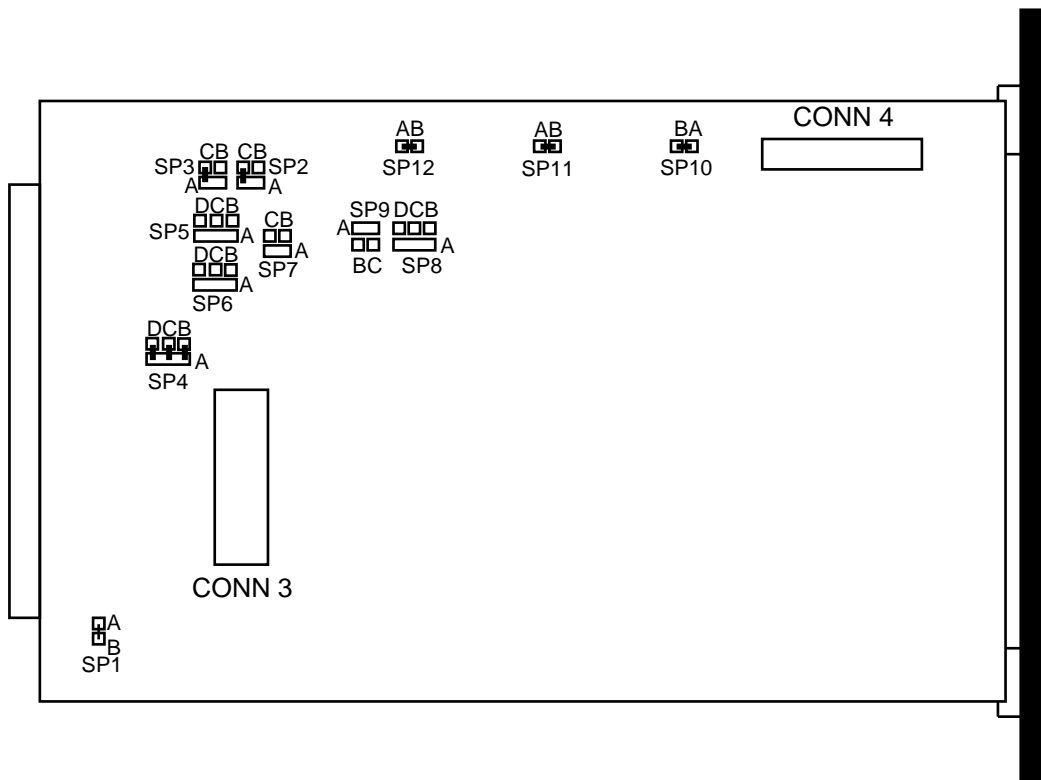 CONN 4
AB
SP12
AB
SP11
BA
SP10
SP3
CB
A
CB
SP2
A
DCB
SP5
A
CB
A
SP7
SP9
A
BC
DCB
A
SP8
DCB
A
SP6
DCB
A
SP4
CONN 3
A
B
SP1